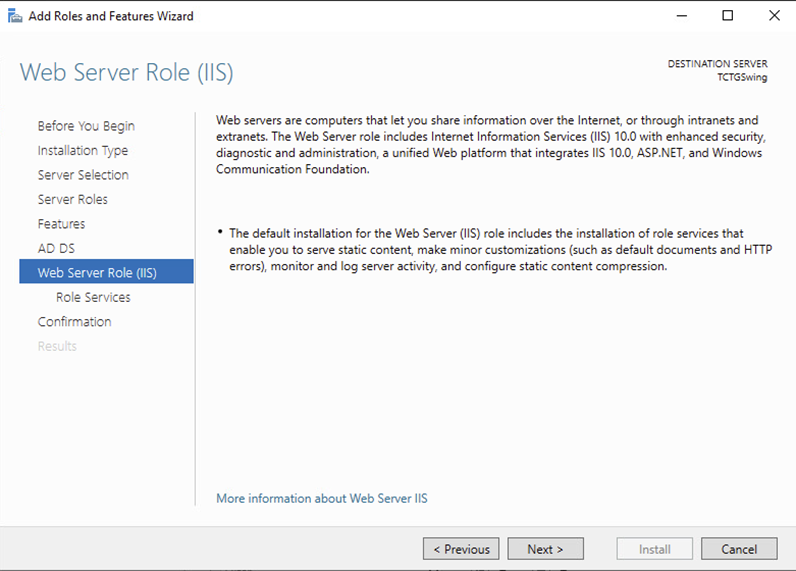 Add Roles and Features Wizard
Web Server Role (IIS)
DESTINATION SERVER
TCTGSwing
Before You Begin
Installation Type
Server Selection
Server Roles
Features
AD DS
Web Server Role (IIS)
Role Services
Confirmation
Results
Web servers are computers that let you share information over the Internet, or through intranets and
extranets. The Web Server role includes Internet Information Services (IIS) 10.0 with enhanced security,
diagnostic and administration, a unified Web platform that integrates IIS 10.0, ASP.NET, and Windows
Communication Foundation.
• The default installation for the Web Server (IIS) role includes the installation of role services that
enable you to serve static content, make minor customizations (such as default documents and HTTP
errors), monitor and log server activity, and configure static content compression.
More information about Web Server IIS
< Previous
Next >
Install
Cancel